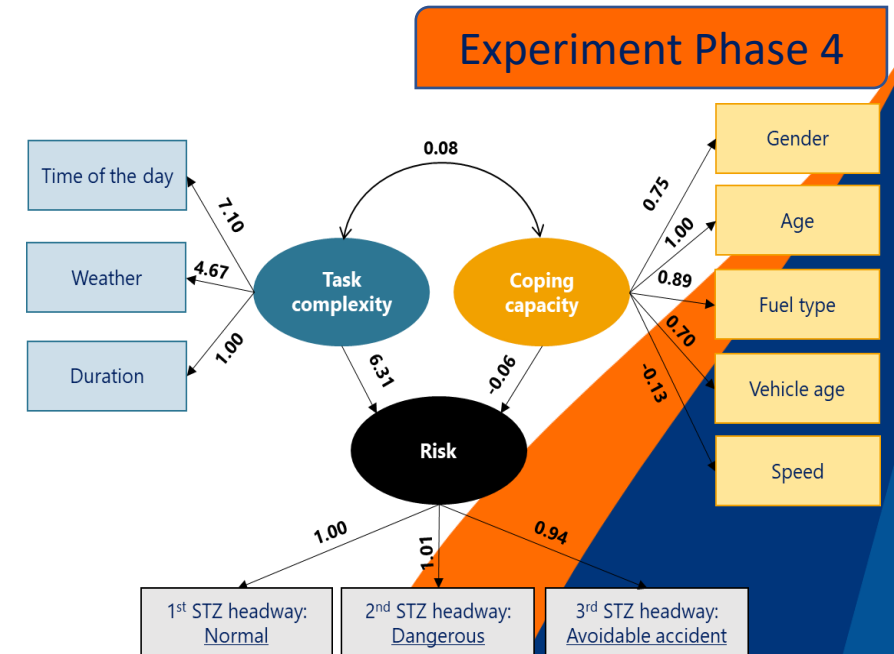 Experiment Phase 4
0.08
Time of the day
7.10
Weather
4.67
Duration
1.00
Task
complexity
Coping
capacity
0.75
Gender
1.00
Age
0.89
Fuel type
0.70
Vehicle age
-0.13
Speed
6.31
-0.06
Risk
1.00
1.01
0.94
1st STZ headway:
Normal
2nd STZ headway:
Dangerous
3rd STZ headway:
Avoidable accident